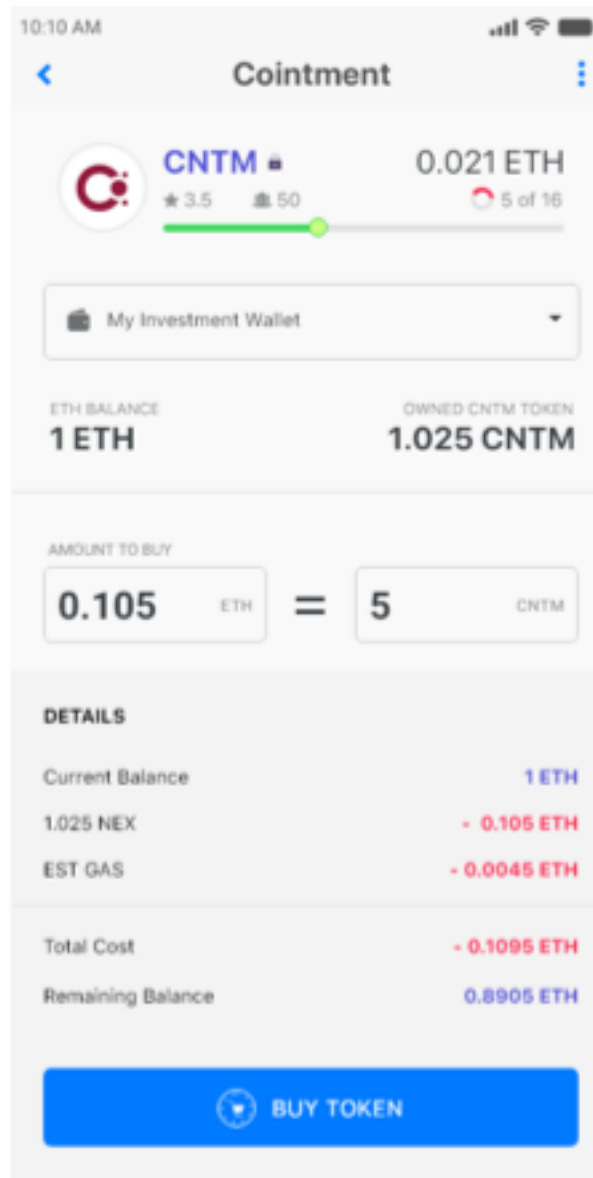 10:10 AM
Cointment
CNTM 0.021 ETH
3.5 50 5 of 16
My Investment Wallet
ETH BALANCE OWNED CNTM TOKEN
1 ETH 1.025 CNTM
AMOUNT TO BUY
0.105 ETH = 5 CNTM
DETAILS
Current Balance 1 ETH
1.025 NEX - 0.105 ETH
EST GAS - 0.0045 ETH
Total Cost - 0.1095 ETH
Remaining Balance 0.8905 ETH
BUY TOKEN